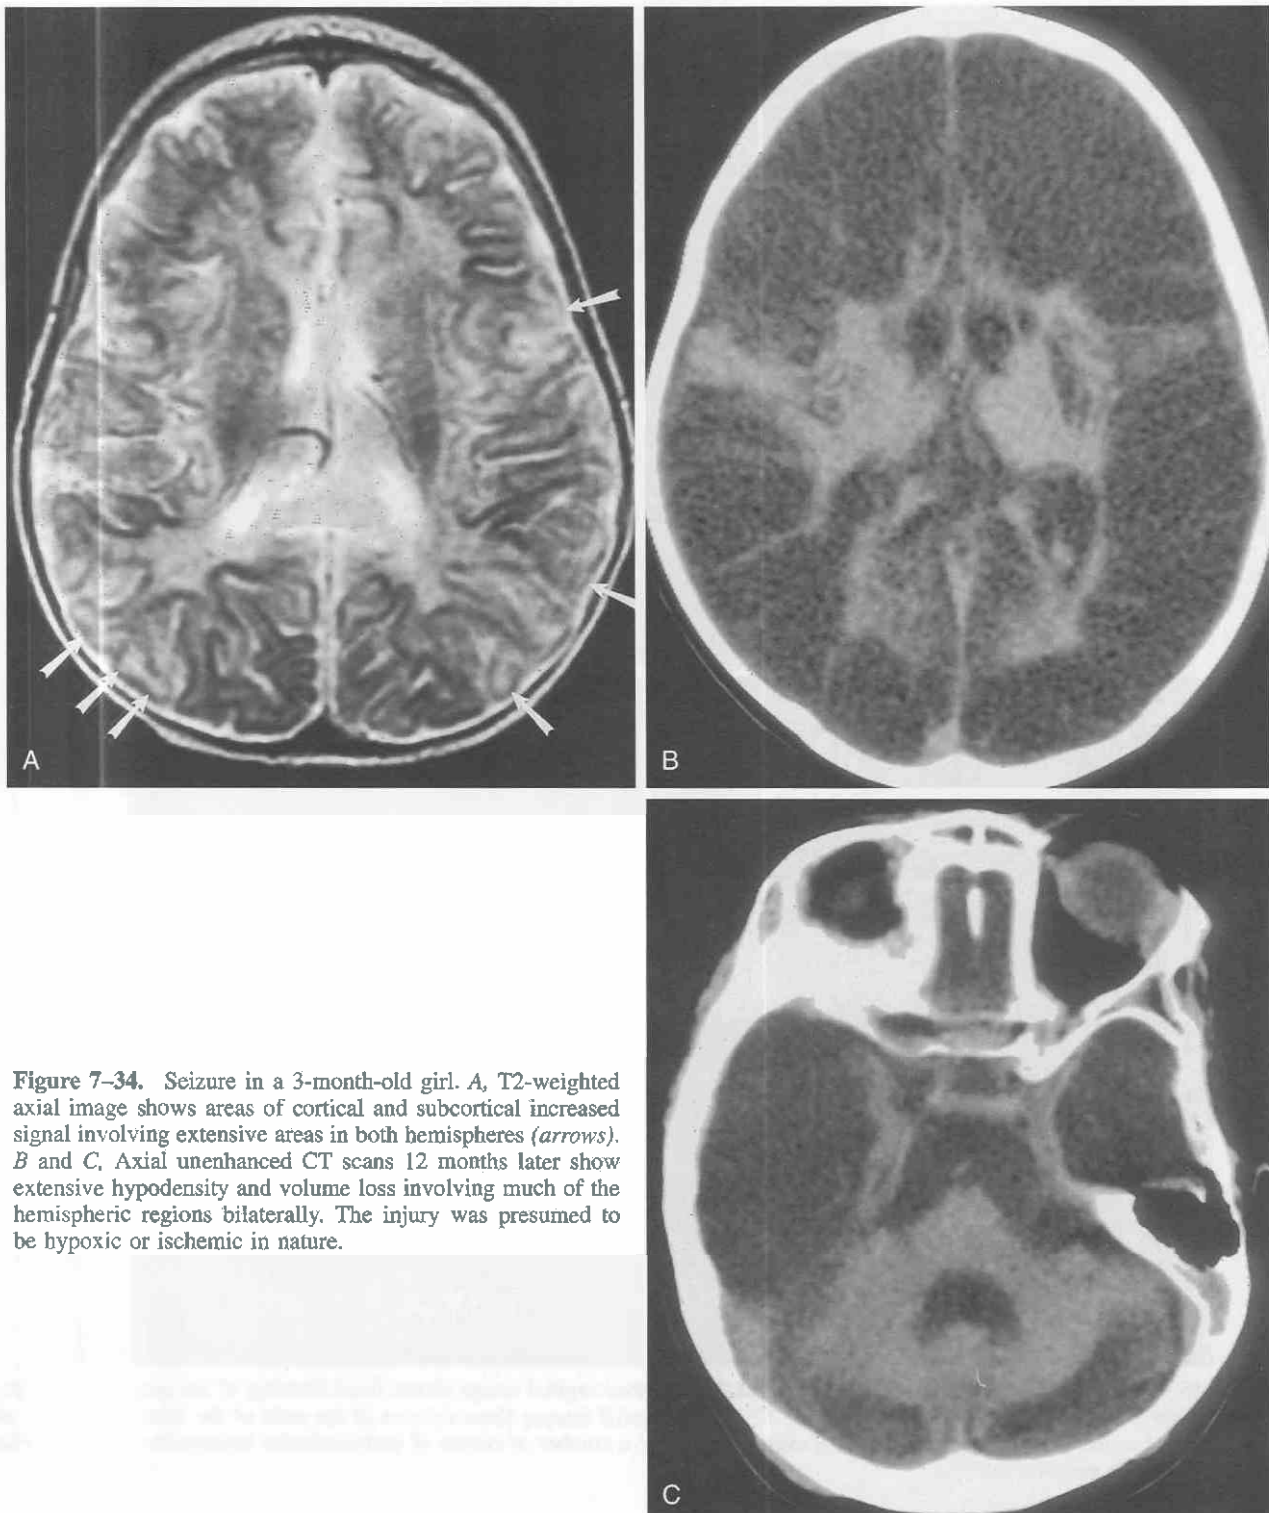 A
B
Figure 7–34. Seizure in a 3-month-old girl. A, T2-weighted
axial image shows areas of cortical and subcortical increased
signal involving extensive areas in both hemispheres (arrows).
B and C, Axial unenhanced CT scans 12 months later show
extensive hypodensity and volume loss involving much of the
hemispheric regions bilaterally. The injury was presumed to
be hypoxic or ischemic in nature.
C